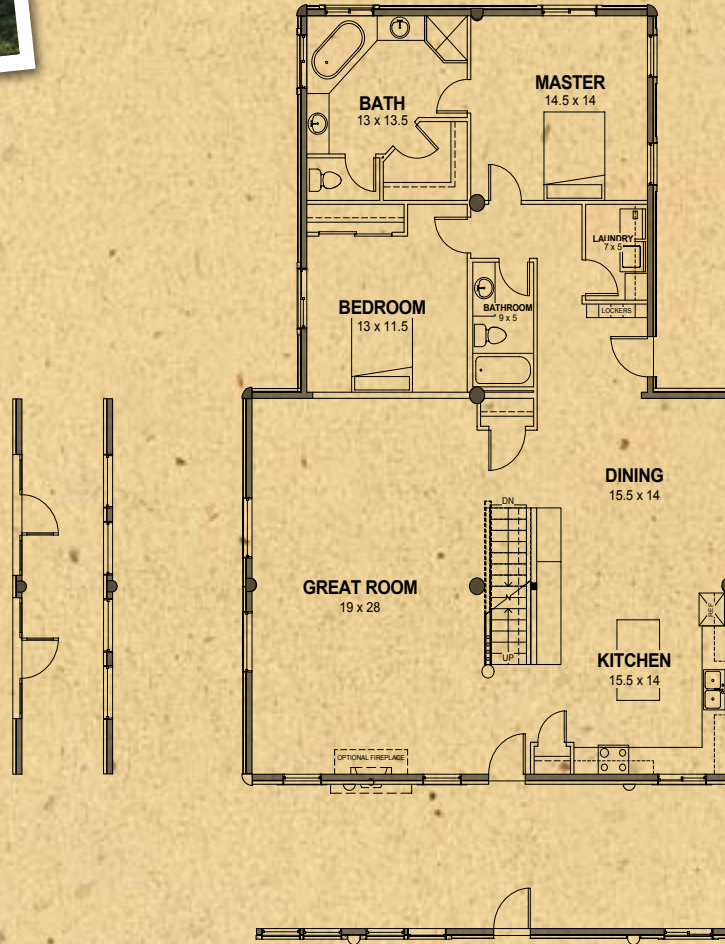 BATH
13 x 13.5
MASTER
14.5 x 14
LAUNDRY
7 x 5
BEDROOM
13 x 11.5
BATHROOM
9 x 5
LOCKERS
DN
DINING
15.5 x 14
GREAT ROOM
19 x 28
REF.
UP
KITCHEN
15.5 x 14
OPTIONAL FIREPLACE